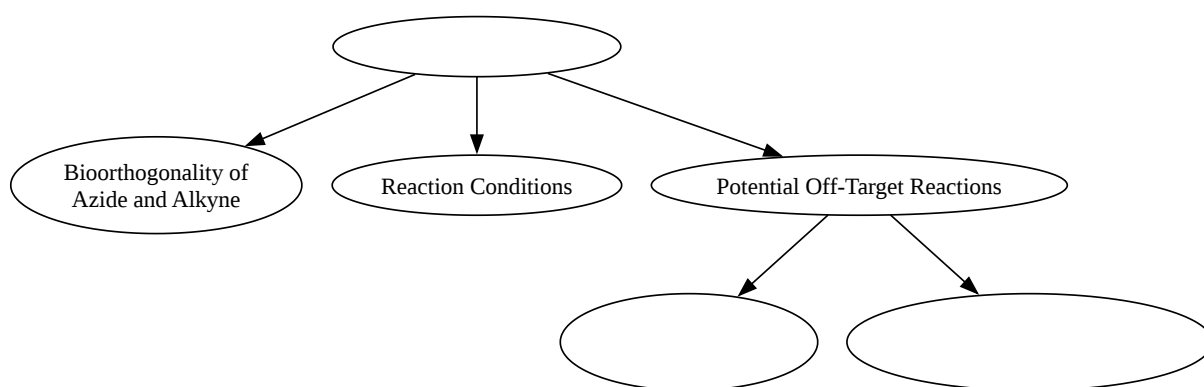 Bioorthogonality of
Azide and Alkyne
Reaction Conditions
Potential Off-Target Reactions